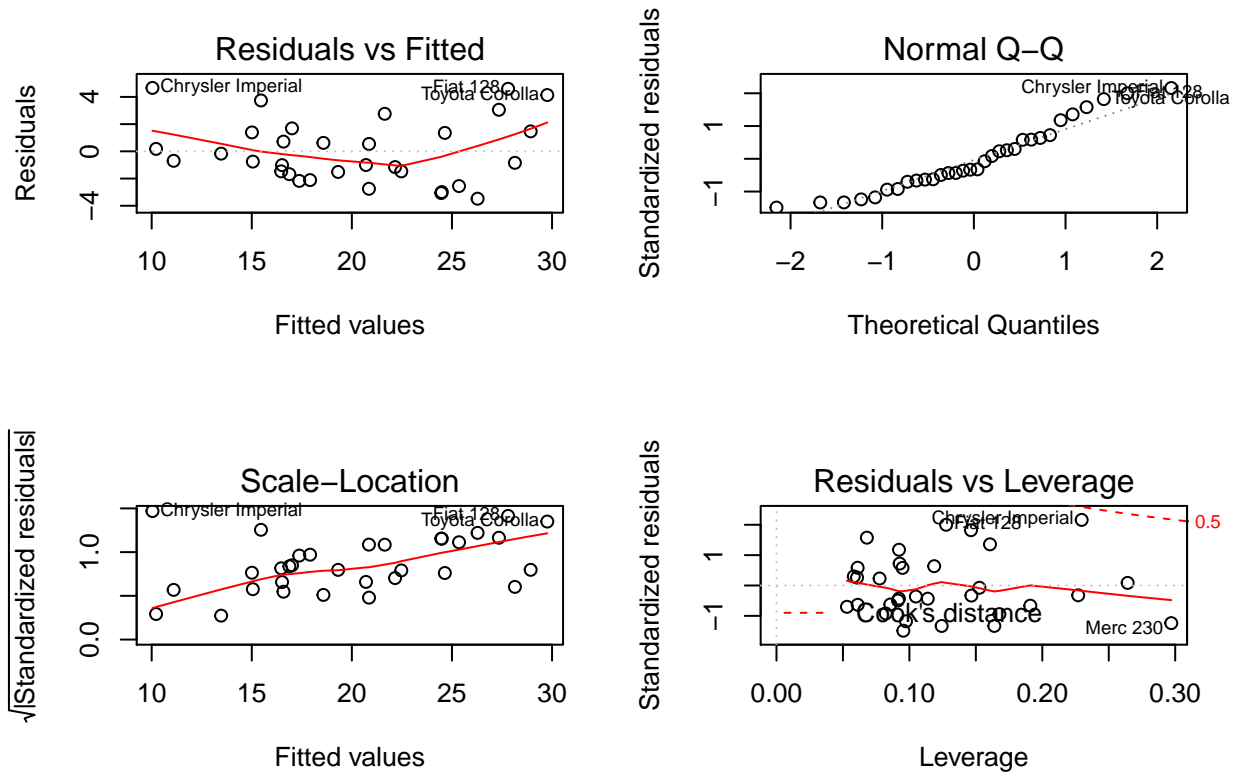 Residuals vs Fitted
Residuals
4
0
−4
Chrysler Imperial
Fiat 128
Toyota Corolla
10 15 20 25 30
Fitted values
Normal Q−Q
Standardized residuals
1
−1
Chrysler Imperial
Fiat 128
Toyota Corolla
−2 −1 0 1 2
Theoretical Quantiles
Scale−Location
√|Standardized residuals|
1.0
0.0
Chrysler Imperial
Fiat 128
Toyota Corolla
10 15 20 25 30
Fitted values
Residuals vs Leverage
Standardized residuals
1
−1
Chrysler Imperial
Fiat 128
0.5
Cook's distance
Merc 230
0.00 0.10 0.20 0.30
Leverage